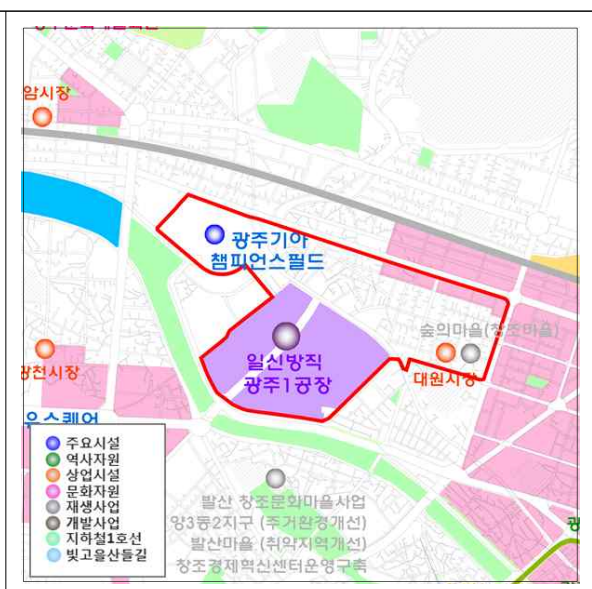 암시장
광주기아
챔피언스필드
숲의마을(창조마을)
일신방직
광주1공장
대원시장
광천시장
유스퀘어
주요시설
역사자원
상업시설
문화자원
재생사업
개발사업
지하철1호선
빛고을산들길
발산 창조문화마을사업
양3동2지구 (주거환경개선)
발산마을 (취약지역개선)
창조경제혁신센터운영구축
광